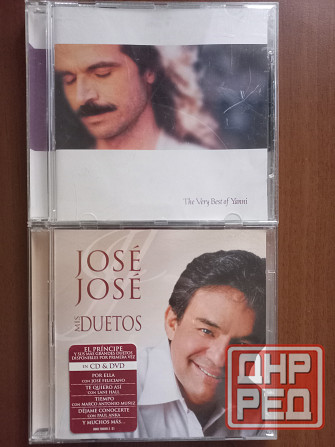 The Very Best of Yanni
JOSÉ
JOSÉ
MIS DUETOS
EL PRÍNCIPE
Y SUS MÁS GRANDES DUETOS
DISPONIBLES POR PRIMERA VEZ
EN CD & DVD
POR ELLA
CON JOSÉ FELICIANO
TE QUIERO ASÍ
CON LANI HALL
TIEMPO
CON MARCO ANTONIO MUÑIZ
DÉJAME CONOCERTE
CON PAUL ANKA
Y MUCHOS MÁS...
ДНР
РЕД